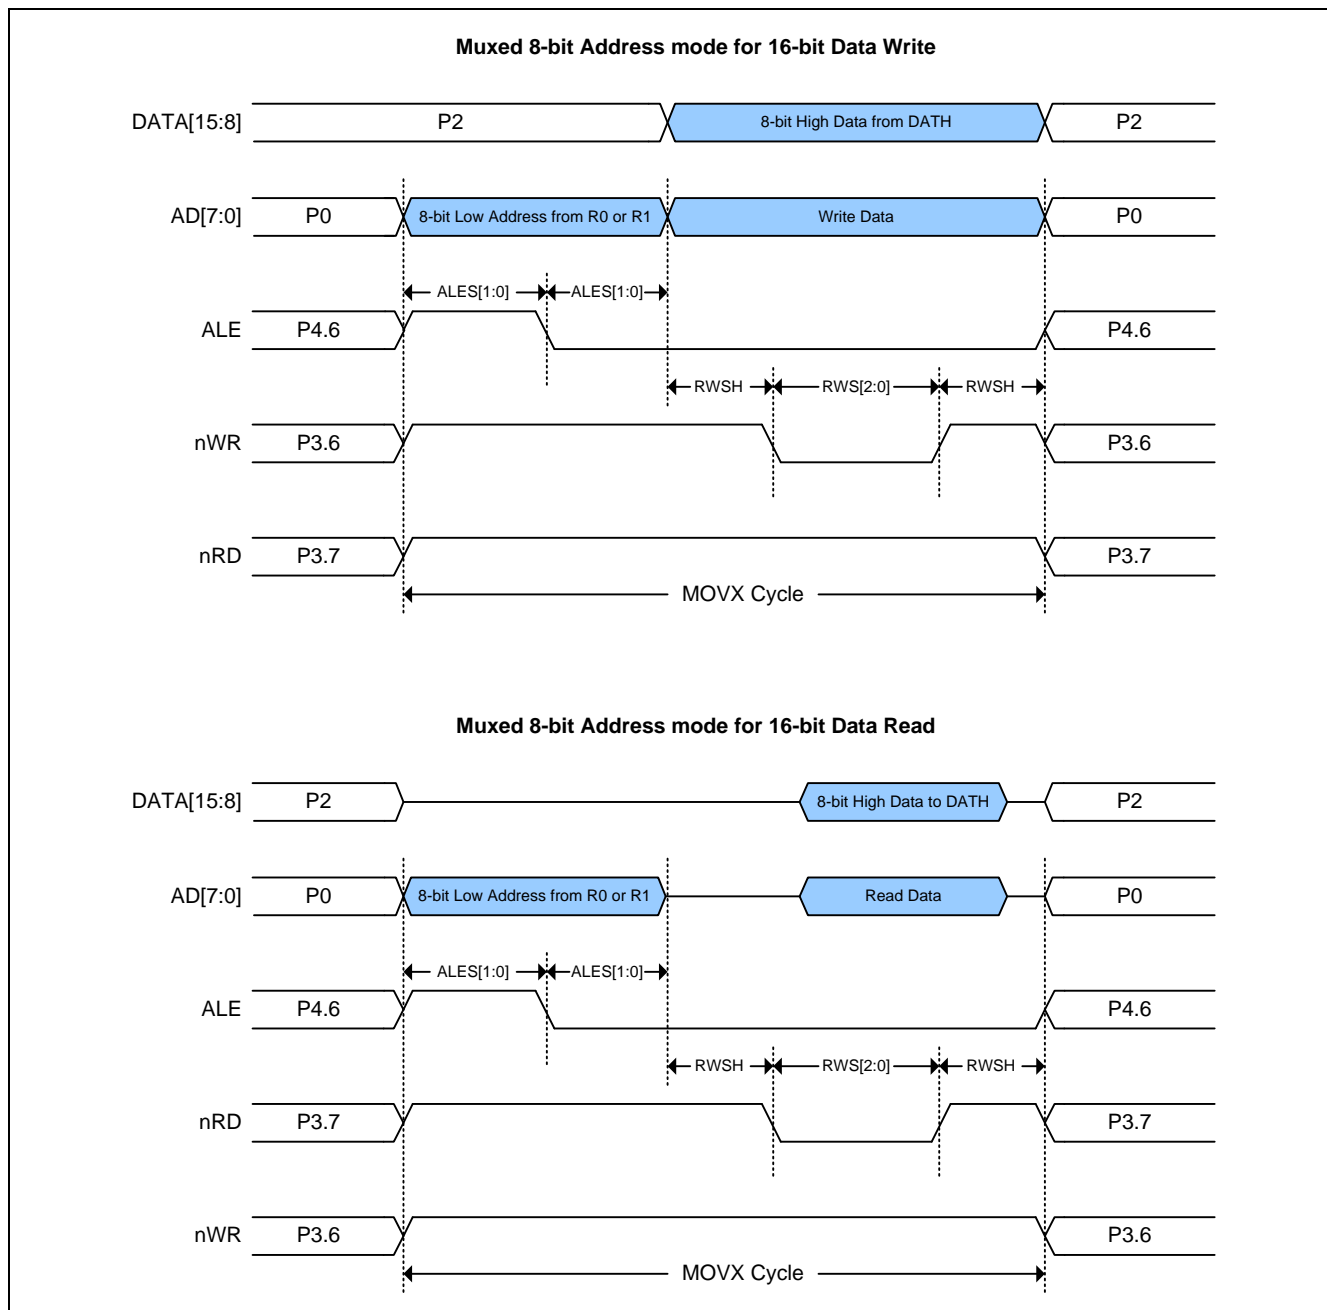 Muxed 8-bit Address mode for 16-bit Data Write
DATA[15:8] P2 8-bit High Data from DATH P2
AD[7:0] P0 8-bit Low Address from R0 or R1 Write Data P0
ALES[1:0] ALES[1:0]
ALE P4.6 P4.6
RWSH RWS[2:0] RWSH
nWR P3.6 P3.6
nRD P3.7 P3.7
MOVX Cycle
Muxed 8-bit Address mode for 16-bit Data Read
DATA[15:8] P2 8-bit High Data to DATH P2
AD[7:0] P0 8-bit Low Address from R0 or R1 Read Data P0
ALES[1:0] ALES[1:0]
ALE P4.6 P4.6
RWSH RWS[2:0] RWSH
nRD P3.7 P3.7
nWR P3.6 P3.6
MOVX Cycle